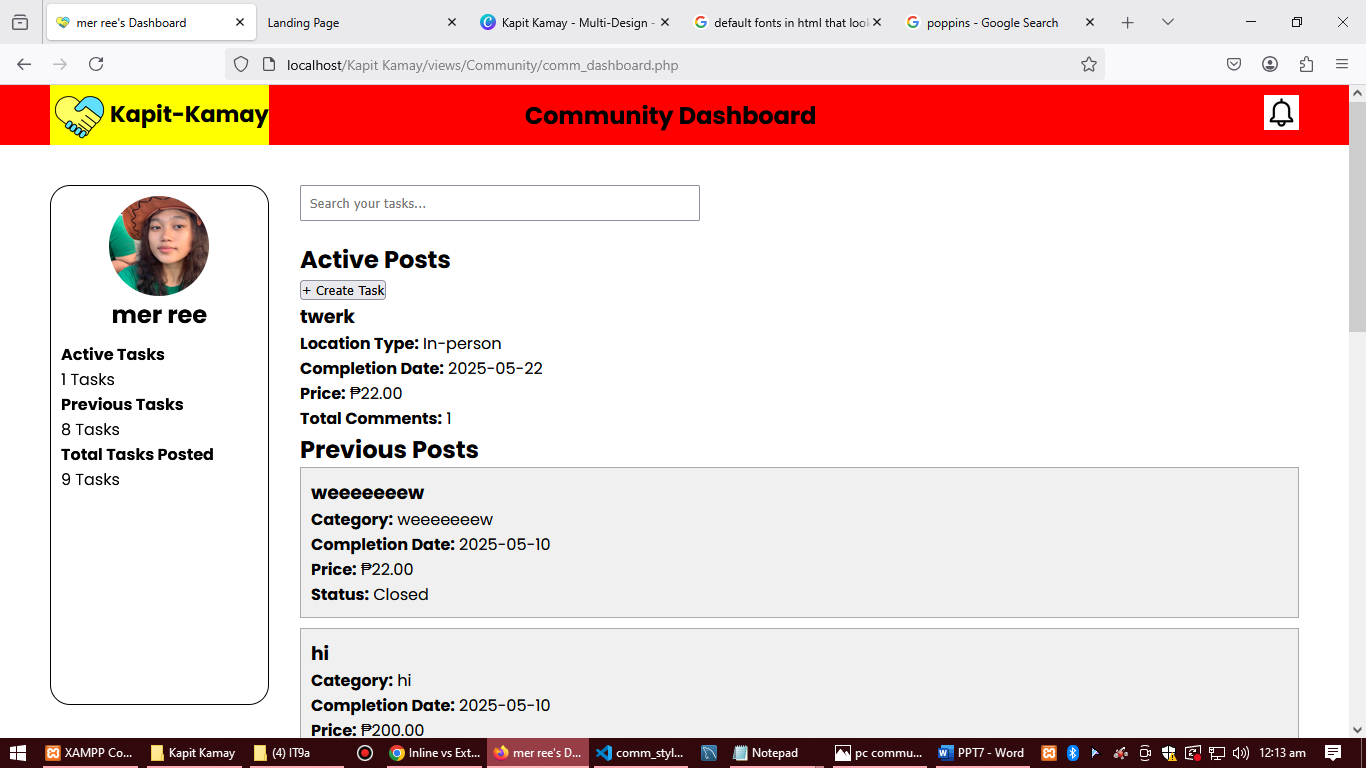 mer ree's Dashboard
Landing Page
Kapit Kamay - Multi-Design -
default fonts in html that look
poppins - Google Search
localhost/Kapit Kamay/views/Community/comm_dashboard.php
Kapit-Kamay
Community Dashboard
mer ree
Active Tasks
1 Tasks
Previous Tasks
8 Tasks
Total Tasks Posted
9 Tasks
Search your tasks...
Active Posts
+ Create Task
twerk
Location Type: In-person
Completion Date: 2025-05-22
Price: ₱22.00
Total Comments: 1
Previous Posts
weeeeeeew
Category: weeeeeeew
Completion Date: 2025-05-10
Price: ₱22.00
Status: Closed
hi
Category: hi
Completion Date: 2025-05-10
Price: ₱200.00
XAMPP Co...
Kapit Kamay
(4) IT9a
Inline vs Ext...
mer ree's D...
comm_styl...
Notepad
pc commu...
PPT7 - Word
12:13 am